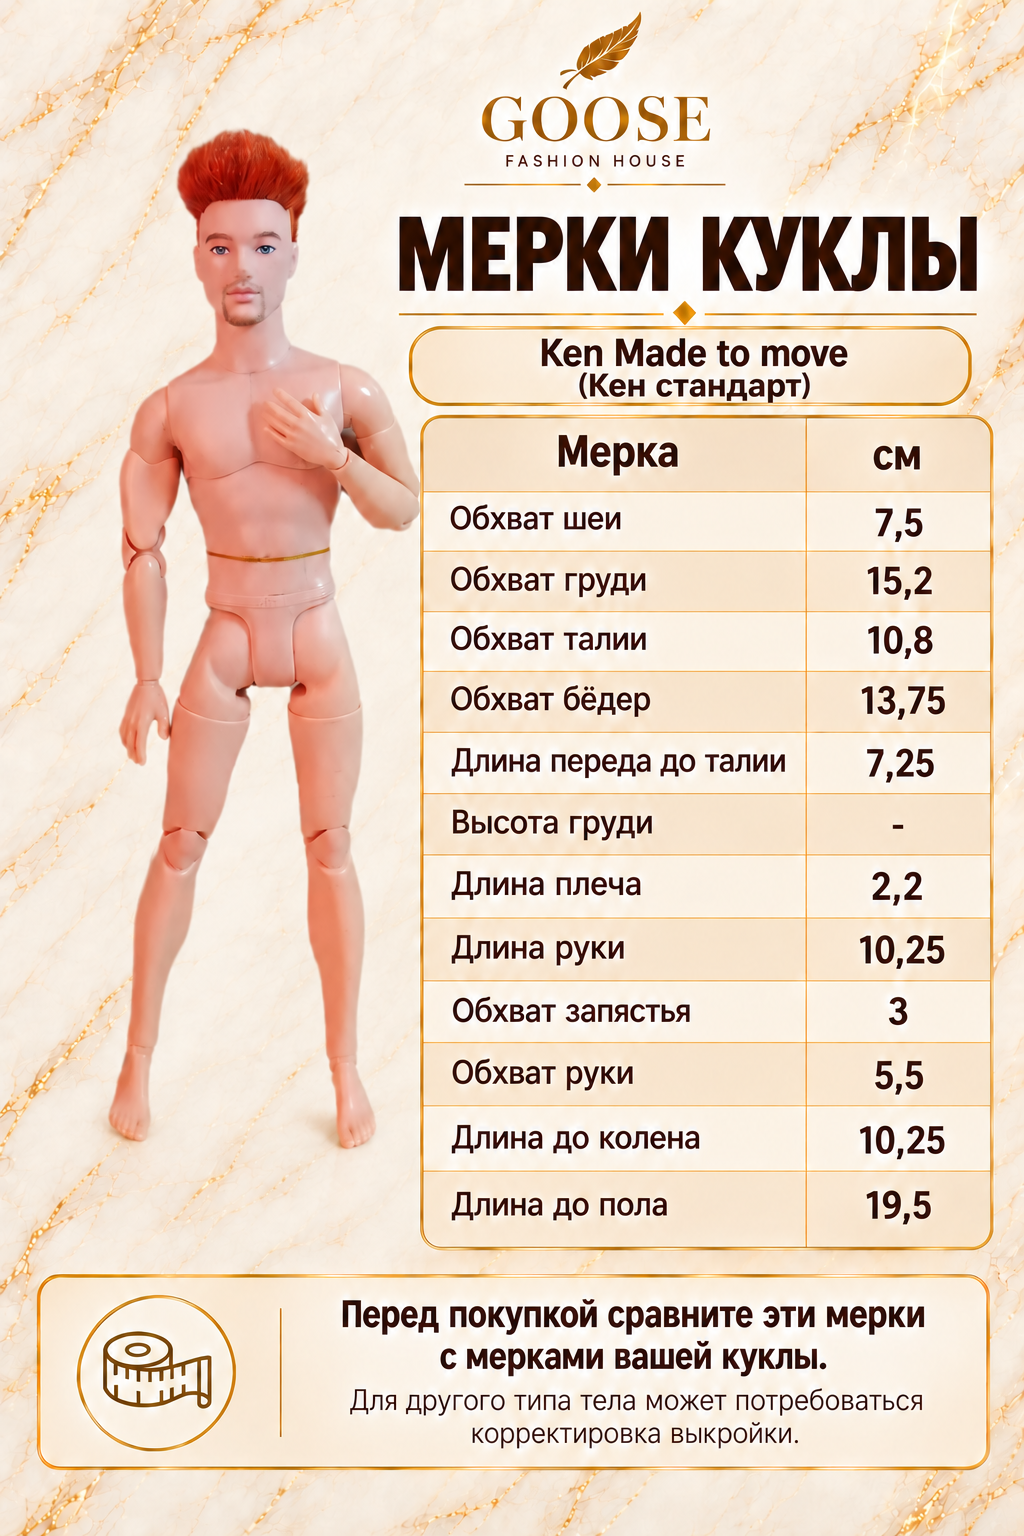 GOOSE
FASHION HOUSE
МЕРКИ КУКЛЫ
Ken Made to move
(Кен стандарт)
Мерка см
Обхват шеи 7,5
Обхват груди 15,2
Обхват талии 10,8
Обхват бёдер 13,75
Длина переда до талии 7,25
Высота груди -
Длина плеча 2,2
Длина руки 10,25
Обхват запястья 3
Обхват руки 5,5
Длина до колена 10,25
Длина до пола 19,5
Перед покупкой сравните эти мерки
с мерками вашей куклы.
Для другого типа тела может потребоваться
корректировка выкройки.